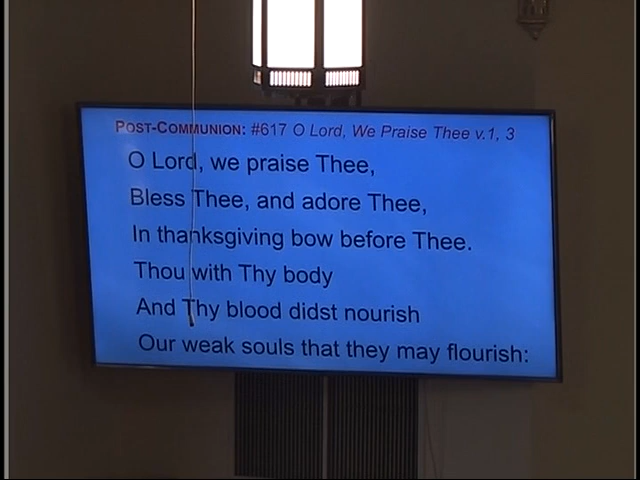 POST-COMMUNION: #617 O Lord, We Praise Thee v.1, 3
O Lord, we praise Thee,
Bless Thee, and adore Thee,
In thanksgiving bow before Thee.
Thou with Thy body
And Thy blood didst nourish
Our weak souls that they may flourish: